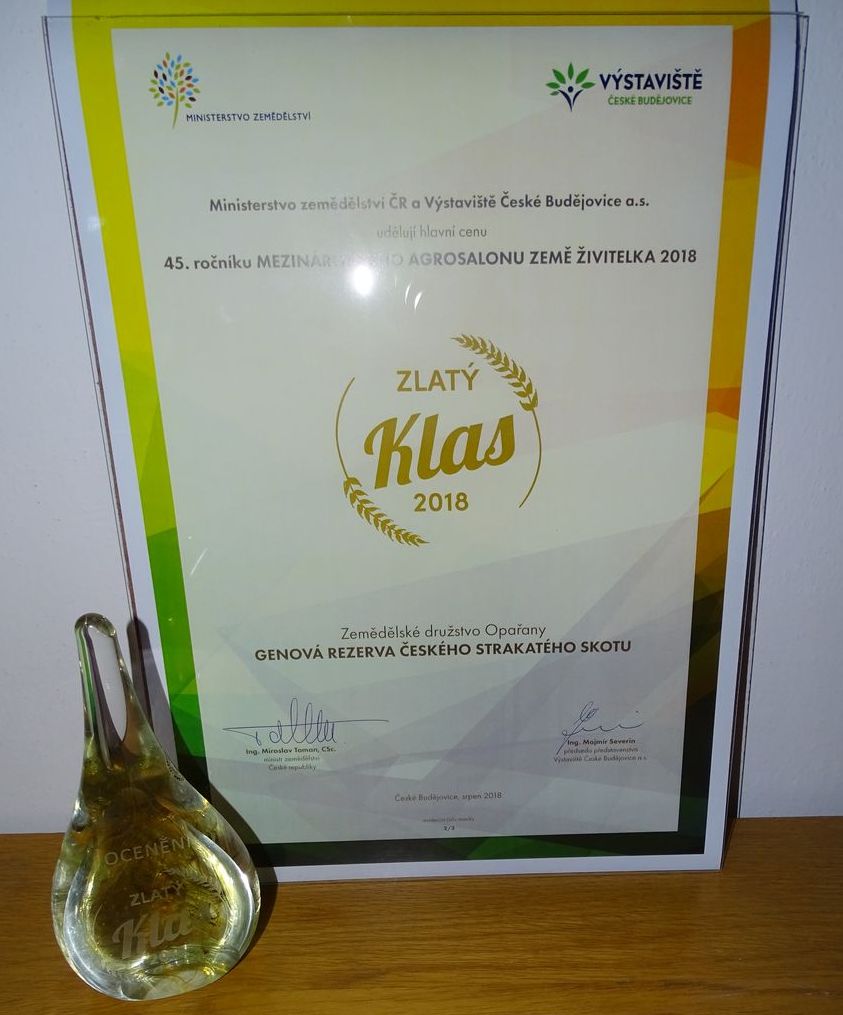 MINISTERSTVO ZEMĚDĚLSTVÍ
VÝSTAVIŠTĚ
ČESKÉ BUDĚJOVICE
Ministerstvo zemědělství ČR a Výstaviště České Budějovice a.s.
udělují hlavní cenu
45. ročníku AGROSALONU ZEMĚ ŽIVITELKA 2018
ZLATÝ
Klas
2018
Zemědělské družstvo Opařany
GENOVÁ REZERVA ČESKÉHO STRAKATÉHO SKOTU
Ing. Miroslav Toman, CSc.
ministr zemědělství
České republiky
Ing. Mojmír Severin
předseda představenstva
Výstaviště České Budějovice a.s.
České Budějovice, srpen 2018
2/3
OCENĚNÍ
ZLATÝ
Klas